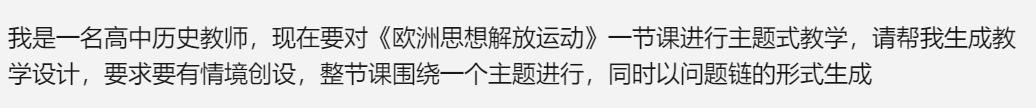 我是一名高中历史教师，现在要对《欧洲思想解放运动》一节课进行主题式教学，请帮我生成教
学设计，要求要有情境创设，整节课围绕一个主题进行，同时以问题链的形式生成